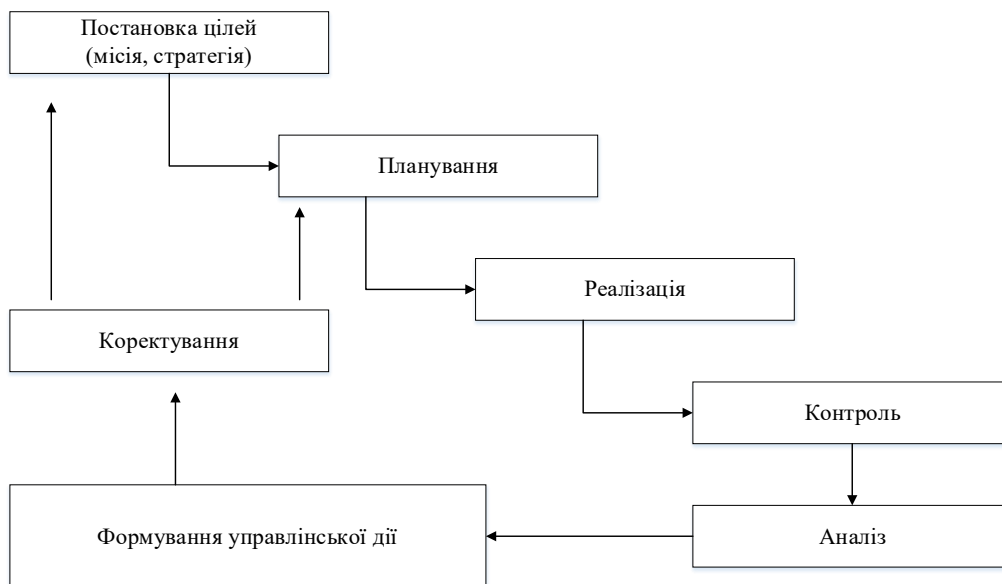 Постановка цілей
(місія, стратегія)
Планування
Реалізація
Коректування
Контроль
Формування управлінської дії
Аналіз